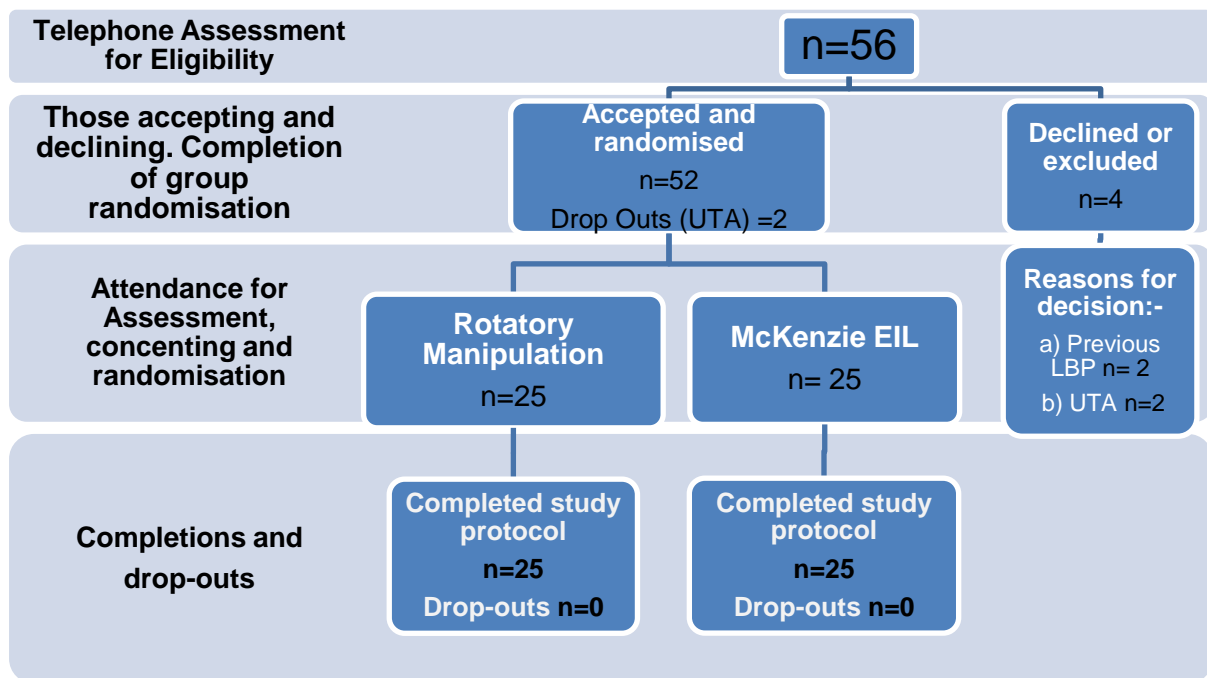 Telephone Assessment
for Eligibility
n=56
Those accepting and
declining. Completion
of group
randomisation
Accepted and
randomised
n=52
Drop Outs (UTA) =2
Declined or
excluded
n=4
Attendance for
Assessment,
concenting and
randomisation
Rotatory
Manipulation
n=25
McKenzie EIL
n= 25
Reasons for
decision:-
a) Previous
LBP n= 2
b) UTA n=2
Completions and
drop-outs
Completed study
protocol
n=25
Drop-outs n=0
Completed study
protocol
n=25
Drop-outs n=0